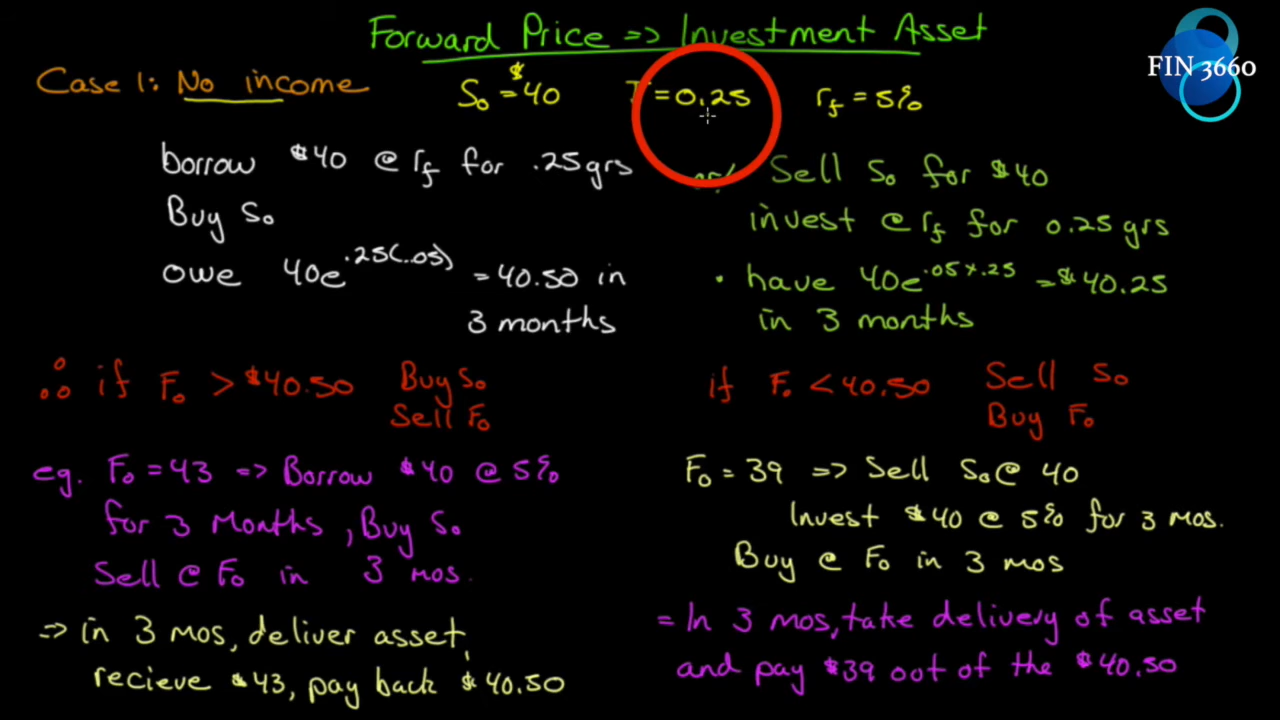 Forward Price => Investment Asset
FIN 3660
Case 1: No income
S₀ = $40
T = 0.25
r_f = 5%
borrow $40 @ r_f for .25yrs
Buy S₀
owe 40e^.25(.05) = 40.50 in
3 months
Sell S₀ for $40
invest @ r_f for 0.25 yrs
• have 40e^.05×.25 = $40.25
in 3 months
∴ if F₀ > $40.50 Buy S₀
Sell F₀
if F₀ < 40.50 Sell S₀
Buy F₀
eg. F₀ = 43 => Borrow $40 @ 5%
for 3 Months, Buy S₀
Sell @ F₀ in 3 mos.
=> in 3 mos, deliver asset,
recieve $43, pay back $40.50
F₀ = 39 => Sell S₀ @ 40
Invest $40 @ 5% for 3 mos.
Buy @ F₀ in 3 mos
= In 3 mos, take delivery of asset
and pay $39 out of the $40.50